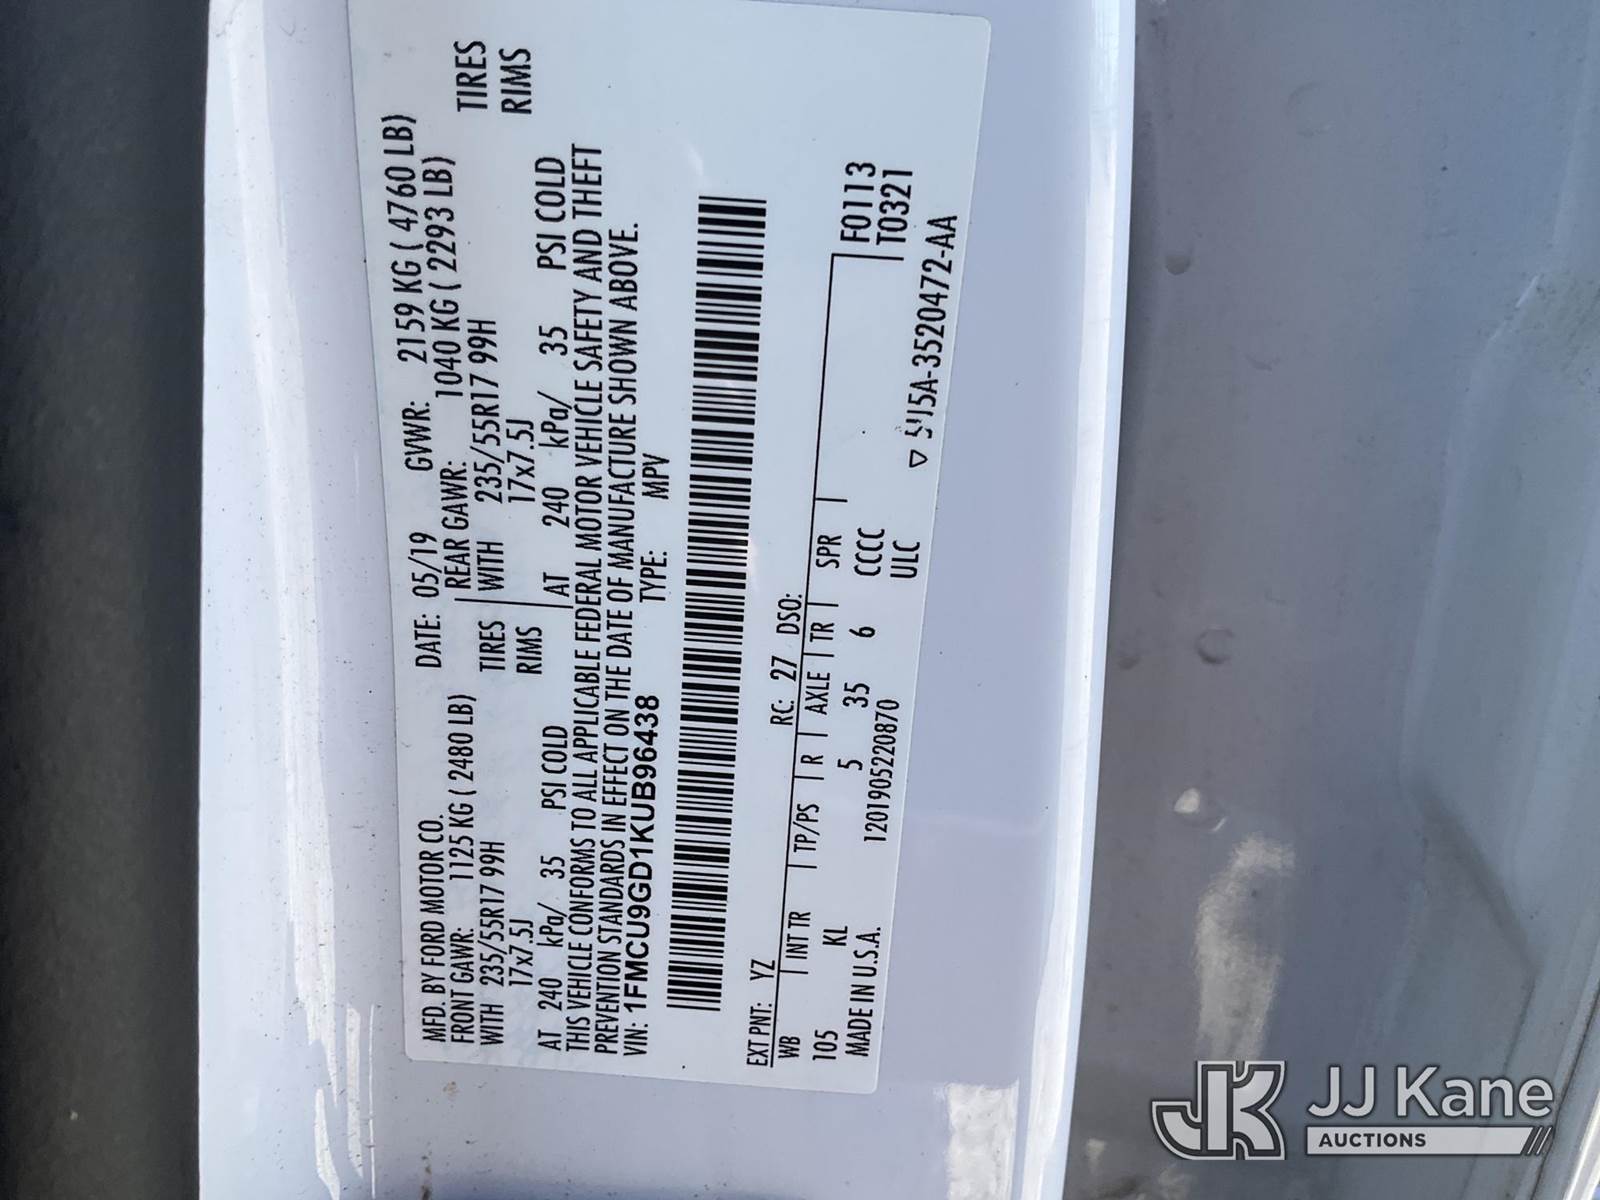 MFD. BY FORD MOTOR CO. DATE: 05/19 GVWR: 2159 KG ( 4760 LB)
FRONT GAWR: 1125 KG ( 2480 LB) REAR GAWR: 1040 KG ( 2293 LB)
WITH 235/55R17 99H TIRES WITH 235/55R17 99H TIRES
17x7.5J RIMS 17x7.5J RIMS
AT 240 kPa/ 35 PSI COLD AT 240 kPa/ 35 PSI COLD
THIS VEHICLE CONFORMS TO ALL APPLICABLE FEDERAL MOTOR VEHICLE SAFETY AND THEFT
PREVENTION STANDARDS IN EFFECT ON THE DATE OF MANUFACTURE SHOWN ABOVE.
VIN: 1FMCU9GD1KUB96438 TYPE: MPV
EXT PNT: YZ RC: 27 DSO:
WB INT TR TP/PS R AXLE TR SPR F0113
105 KL 5 35 6 CCCC T0321
MADE IN U.S.A. 1201905220870 ULC
3520472-AA
JK JJ Kane
AUCTIONS